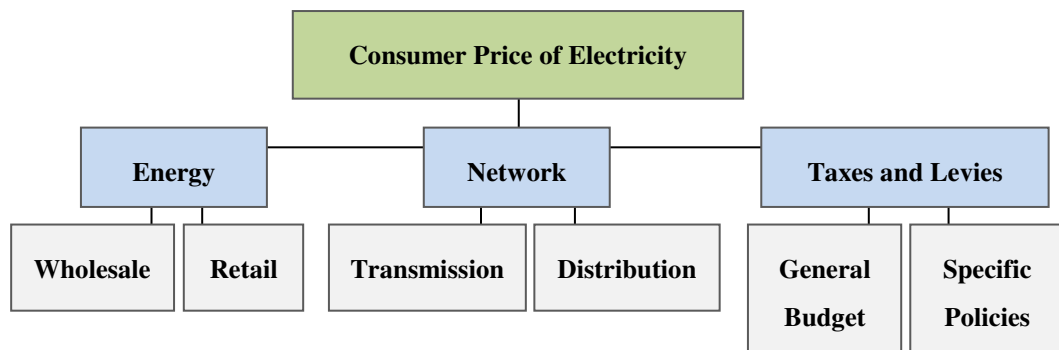 Consumer Price of Electricity
Energy
Network
Taxes and Levies
Wholesale
Retail
Transmission
Distribution
General
Budget
Specific
Policies